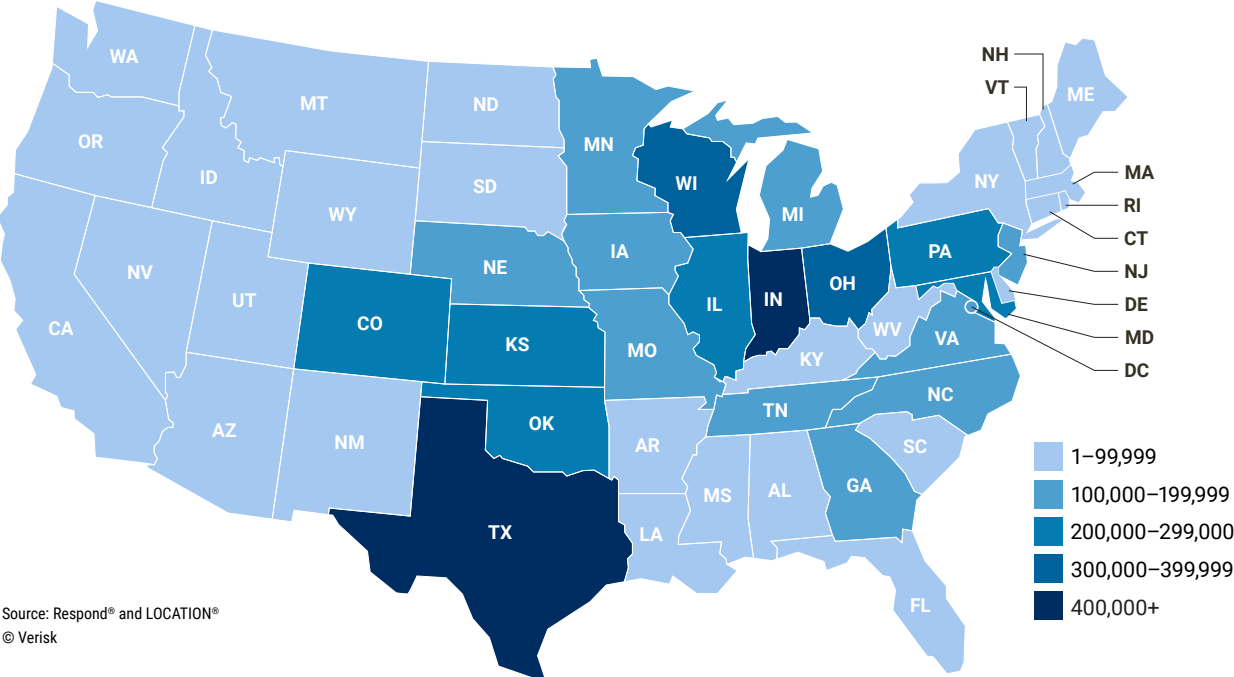 WA
MT
ND
MN
OR
ID
SD
WI
WY
MI
NY
ME
NH
VT
MA
RI
CT
NJ
DE
MD
DC
NV
UT
NE
IA
PA
CA
CO
KS
MO
IL
IN
OH
WV
VA
KY
AZ
NM
OK
AR
TN
NC
SC
TX
LA
MS
AL
GA
FL
1–99,999
100,000–199,999
200,000–299,000
300,000–399,999
400,000+
Source: Respond® and LOCATION®
© Verisk